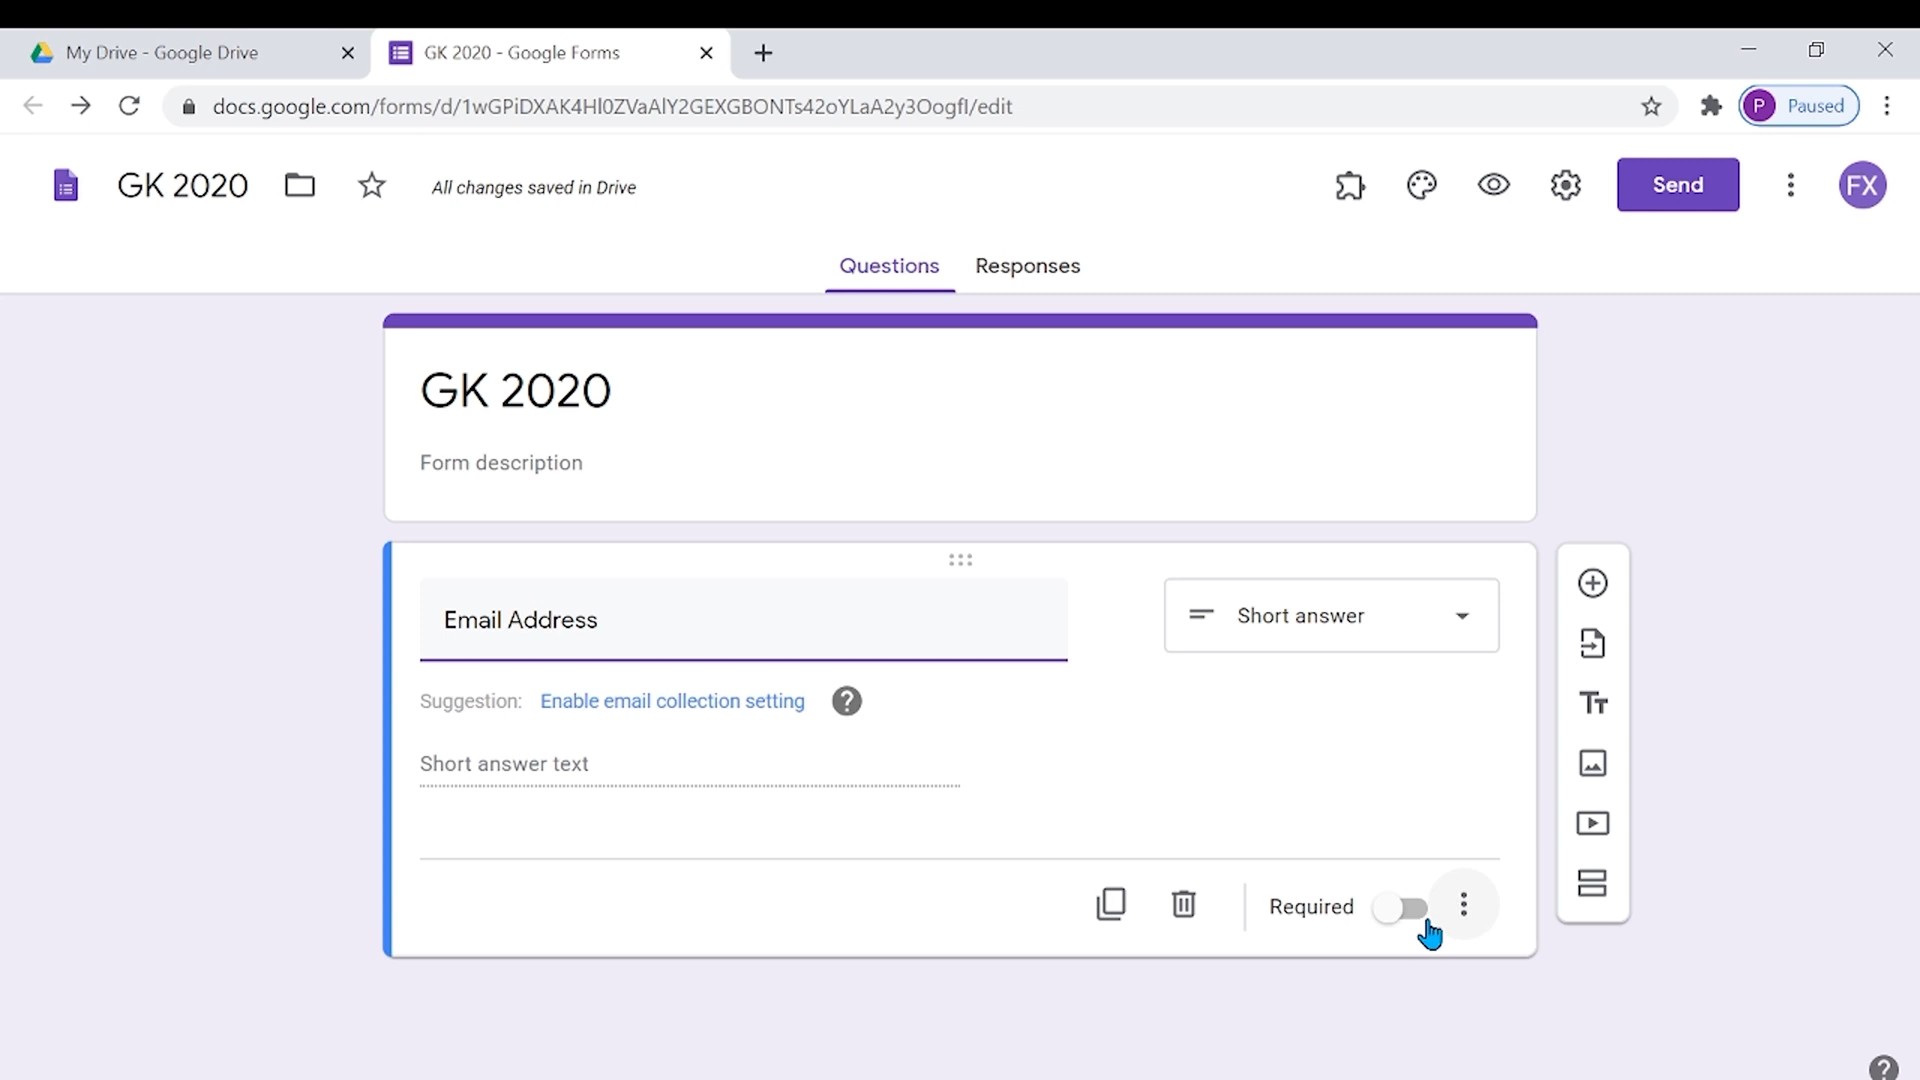 My Drive - Google Drive
GK 2020 - Google Forms
docs.google.com/forms/d/1wGPiDXAK4Hl0ZVaAlY2GEXGBONTs42oYLaA2y3OogfI/edit
P Paused
GK 2020
All changes saved in Drive
Send
FX
Questions Responses
GK 2020
Form description
Email Address
Short answer
Suggestion: Enable email collection setting
Short answer text
Required